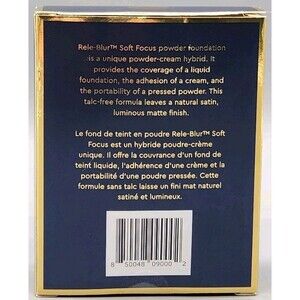 Rele-Blur™ Soft Focus powder foundation
is a unique powder-cream hybrid. It
provides the coverage of a liquid
foundation, the adhesion of a cream, and
the portability of a pressed powder. This
talc-free formula leaves a natural satin,
luminous matte finish.
Le fond de teint en poudre Rele-Blur™ Soft
Focus est un hybride poudre-crème
unique. Il offre la couvrance d'un fond de
teint liquide, l'adhérence d'une crème et la
portabilité d'une poudre pressée. Cette
formule sans talc laisse un fini mat naturel
satiné et lumineux.
8 50048 09000 2